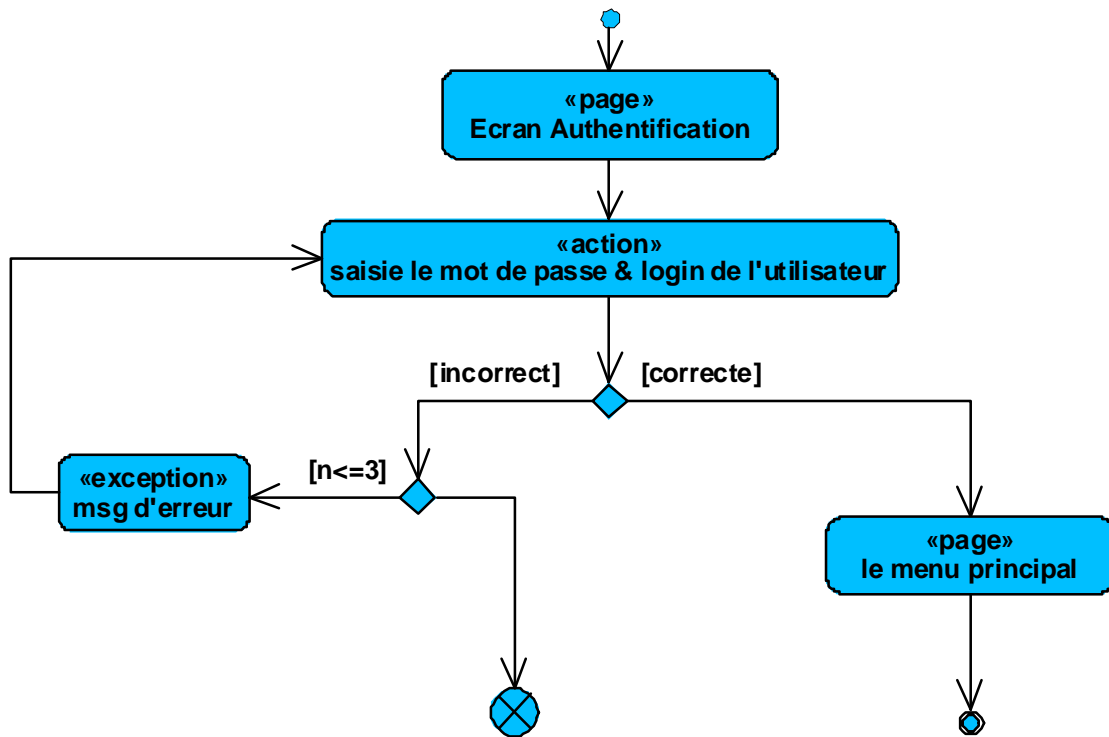 «page»
Ecran Authentification
«action»
saisie le mot de passe & login de l'utilisateur
[incorrect]
[correcte]
[n<=3]
«exception»
msg d'erreur
«page»
le menu principal